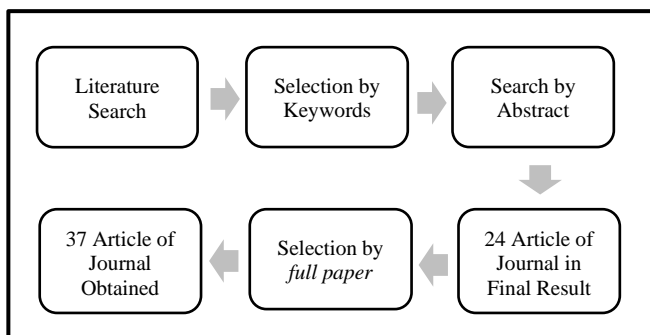 Literature
Search
Selection by
Keywords
Search by
Abstract
37 Article of
Journal
Obtained
Selection by
full paper
24 Article of
Journal in
Final Result